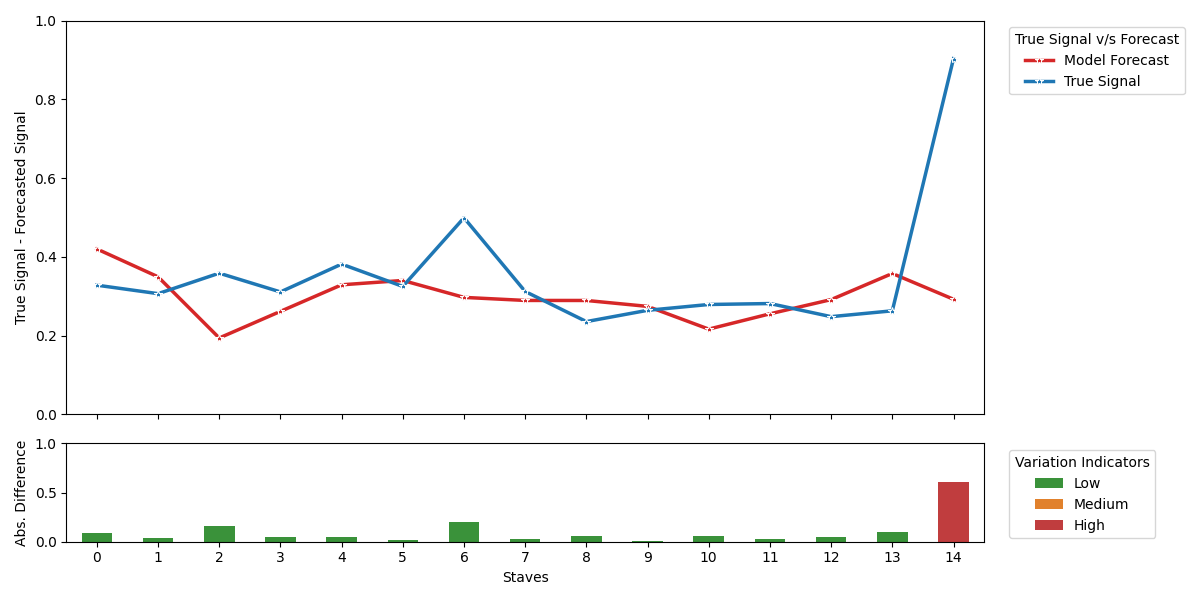 True Signal - Forecasted Signal
1.0
0.8
0.6
0.4
0.2
0.0
True Signal v/s Forecast
Model Forecast
True Signal
Abs. Difference
1.0
0.5
0.0
0 1 2 3 4 5 6 7 8 9 10 11 12 13 14
Staves
Variation Indicators
Low
Medium
High